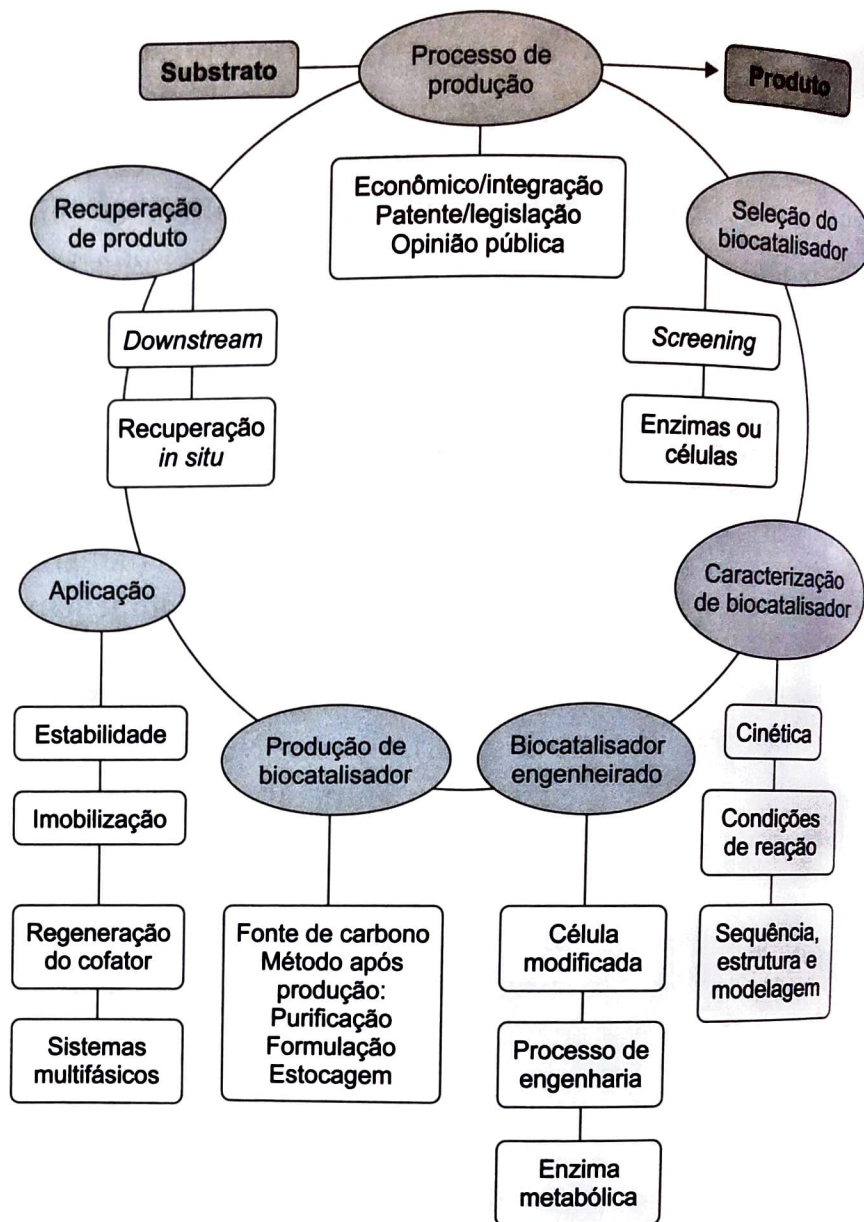 Substrato
Processo de
produção
Produto
Econômico/integração
Patente/legislação
Opinião pública
Recuperação
de produto
Downstream
Recuperação
in situ
Seleção do
biocatalisador
Screening
Enzimas ou
células
Aplicação
Estabilidade
Imobilização
Regeneração
do cofator
Sistemas
multifásicos
Produção de
biocatalisador
Fonte de carbono
Método após
produção:
Purificação
Formulação
Estocagem
Biocatalisador
engenheirado
Célula
modificada
Processo de
engenharia
Enzima
metabólica
Caracterização
de biocatalisador
Cinética
Condições
de reação
Sequência,
estrutura e
modelagem